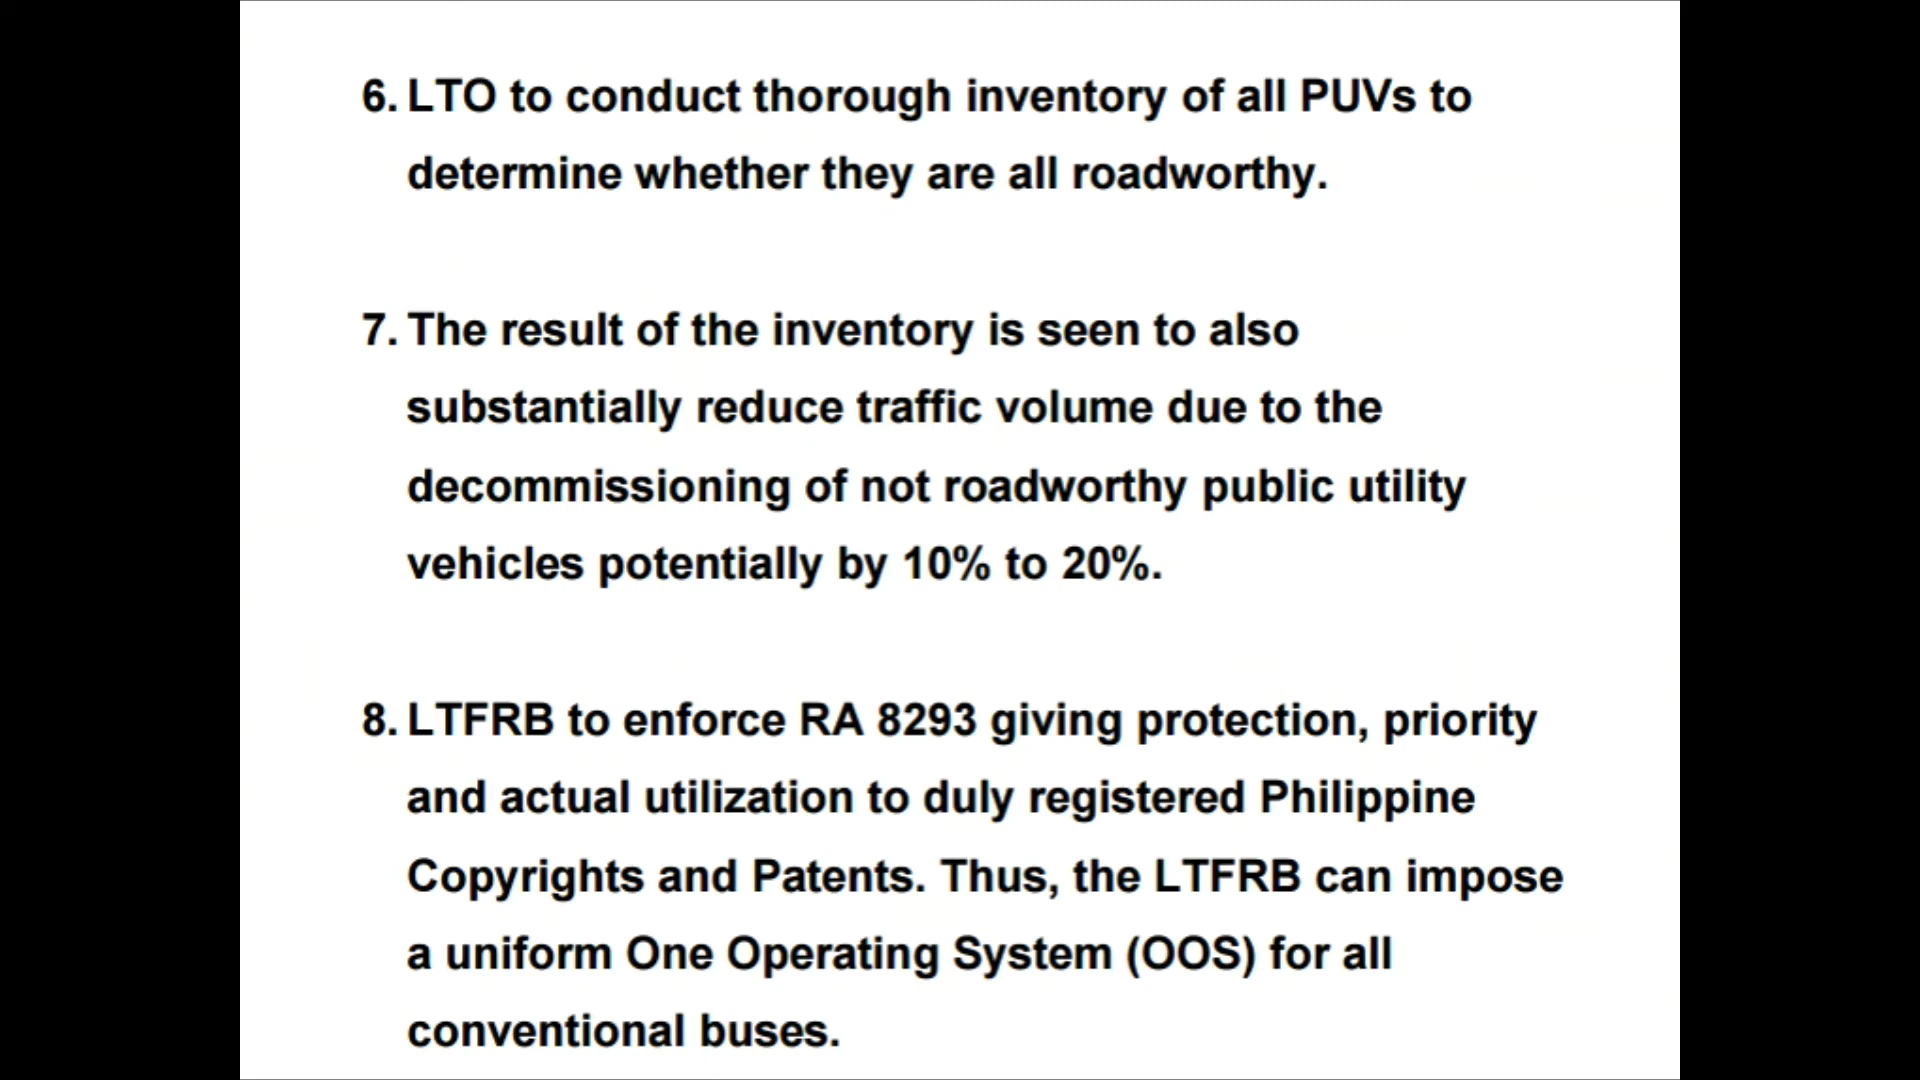 6. LTO to conduct thorough inventory of all PUVs to
determine whether they are all roadworthy.
7. The result of the inventory is seen to also
substantially reduce traffic volume due to the
decommissioning of not roadworthy public utility
vehicles potentially by 10% to 20%.
8. LTFRB to enforce RA 8293 giving protection, priority
and actual utilization to duly registered Philippine
Copyrights and Patents. Thus, the LTFRB can impose
a uniform One Operating System (OOS) for all
conventional buses.